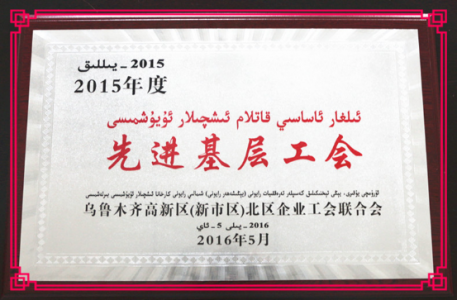 2015 - يىللىق
2015年度
ئىلغار ئاساسىي قاتلام ئىشچىلار ئۇيۇشمىسى
先进基层工会
乌鲁木齐高新区(新市区)北区企业工会联合会
2016 - يىلى 5 - ئاي
2016年5月